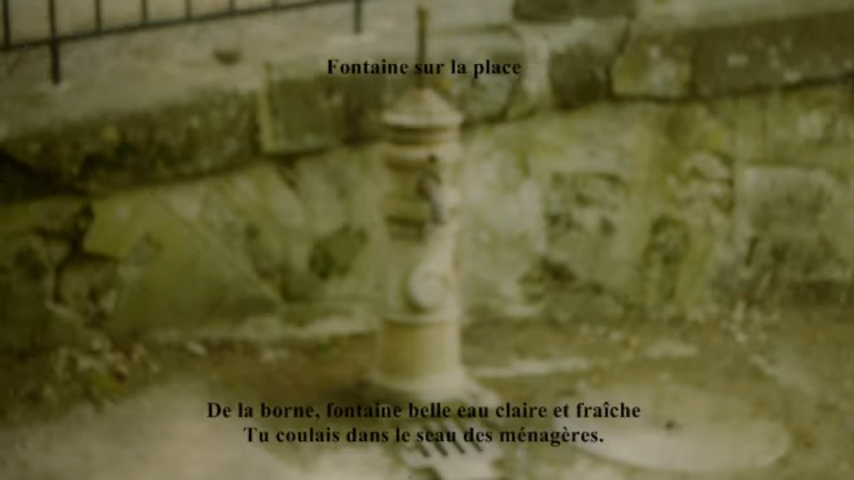 Fontaine sur la place
De la borne, fontaine belle eau claire et fraîche
Tu coulais dans le seau des ménagères.